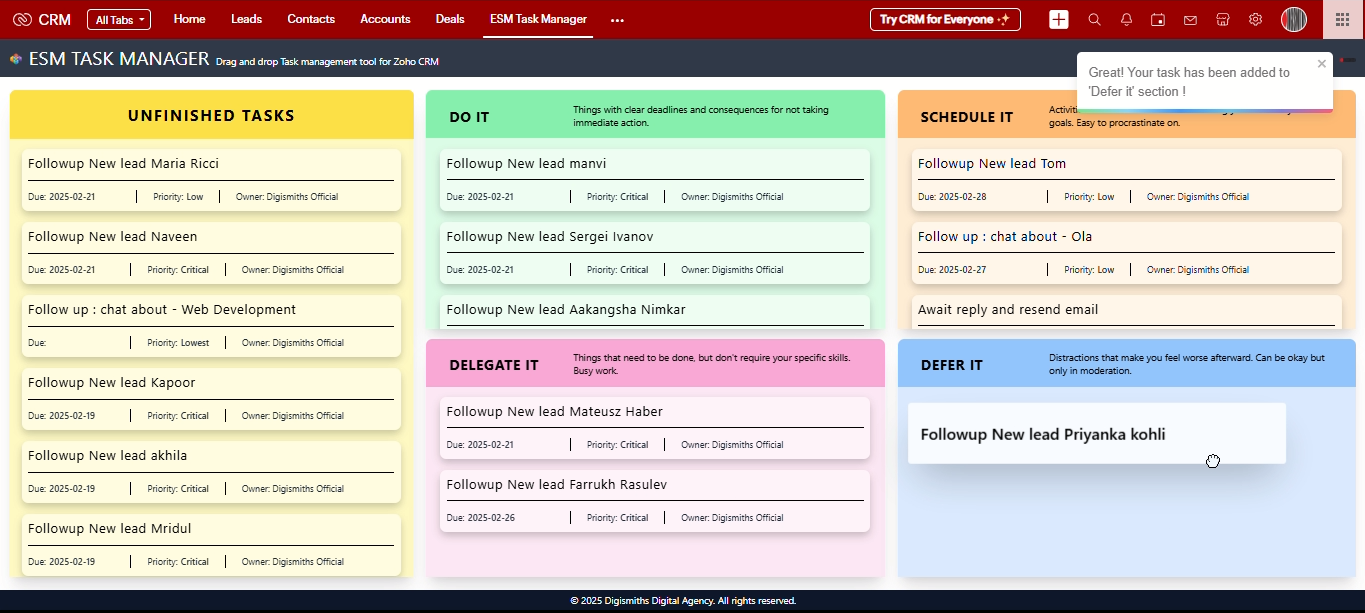 CRM
All Tabs
Home
Leads
Contacts
Accounts
Deals
ESM Task Manager
Try CRM for Everyone
ESM TASK MANAGER Drag and drop Task management tool for Zoho CRM
Great! Your task has been added to
'Defer it' section !
UNFINISHED TASKS
Followup New lead Maria Ricci
Due: 2025-02-21 Priority: Low Owner: Digismiths Official
Followup New lead Naveen
Due: 2025-02-21 Priority: Critical Owner: Digismiths Official
Follow up : chat about - Web Development
Due: Priority: Lowest Owner: Digismiths Official
Followup New lead Kapoor
Due: 2025-02-19 Priority: Critical Owner: Digismiths Official
Followup New lead akhila
Due: 2025-02-19 Priority: Critical Owner: Digismiths Official
Followup New lead Mridul
Due: 2025-02-19 Priority: Critical Owner: Digismiths Official
DO IT
Things with clear deadlines and consequences for not taking
immediate action.
Followup New lead manvi
Due: 2025-02-21 Priority: Critical Owner: Digismiths Official
Followup New lead Sergei Ivanov
Due: 2025-02-21 Priority: Critical Owner: Digismiths Official
Followup New lead Aakangsha Nimkar
SCHEDULE IT
goals. Easy to procrastinate on.
Followup New lead Tom
Due: 2025-02-28 Priority: Low Owner: Digismiths Official
Follow up : chat about - Ola
Due: 2025-02-27 Priority: Low Owner: Digismiths Official
Await reply and resend email
DELEGATE IT
Things that need to be done, but don't require your specific skills.
Busy work.
Followup New lead Mateusz Haber
Due: 2025-02-21 Priority: Critical Owner: Digismiths Official
Followup New lead Farrukh Rasulev
Due: 2025-02-26 Priority: Critical Owner: Digismiths Official
DEFER IT
Distractions that make you feel worse afterward. Can be okay but
only in moderation.
Followup New lead Priyanka kohli
© 2025 Digismiths Digital Agency. All rights reserved.